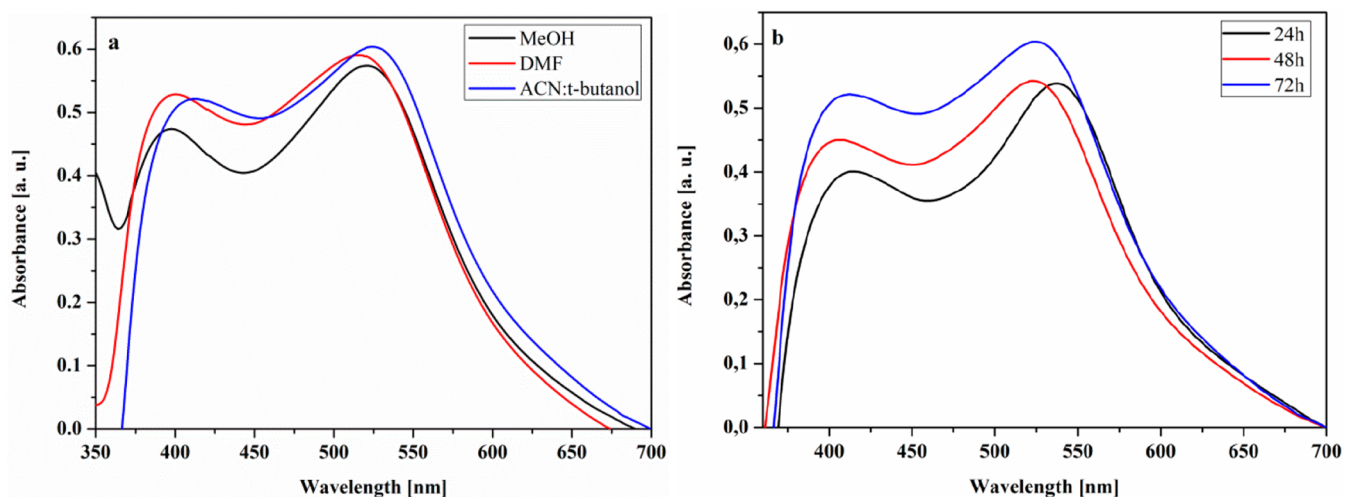 a
MeOH
DMF
ACN:t-butanol
Absorbance [a. u.]
0.6
0.5
0.4
0.3
0.2
0.1
0.0
350 400 450 500 550 600 650 700
Wavelength [nm]
b
24h
48h
72h
Absorbance [a. u.]
0,6
0,5
0,4
0,3
0,2
0,1
0,0
400 450 500 550 600 650 700
Wavelength [nm]